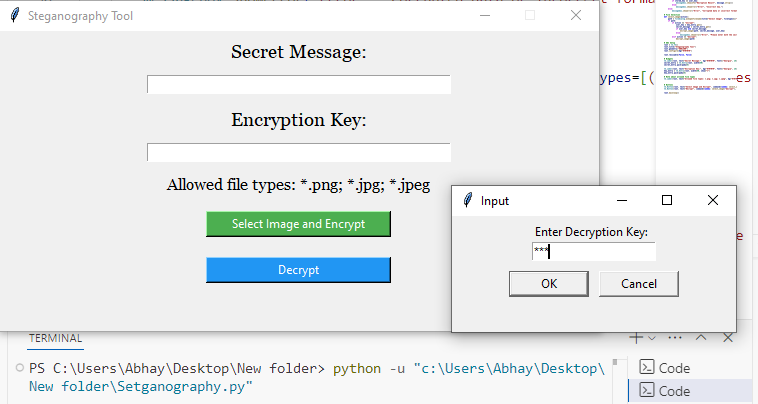 Steganography Tool
Secret Message:
Encryption Key:
Allowed file types: *.png; *.jpg; *.jpeg
Select Image and Encrypt
Decrypt
ypes=[(
es
Input
Enter Decryption Key:
***
OK
Cancel
e
TERMINAL
PS C:\Users\Abhay\Desktop\New folder> python -u "c:\Users\Abhay\Desktop\
New folder\Setganography.py"
Code
Code